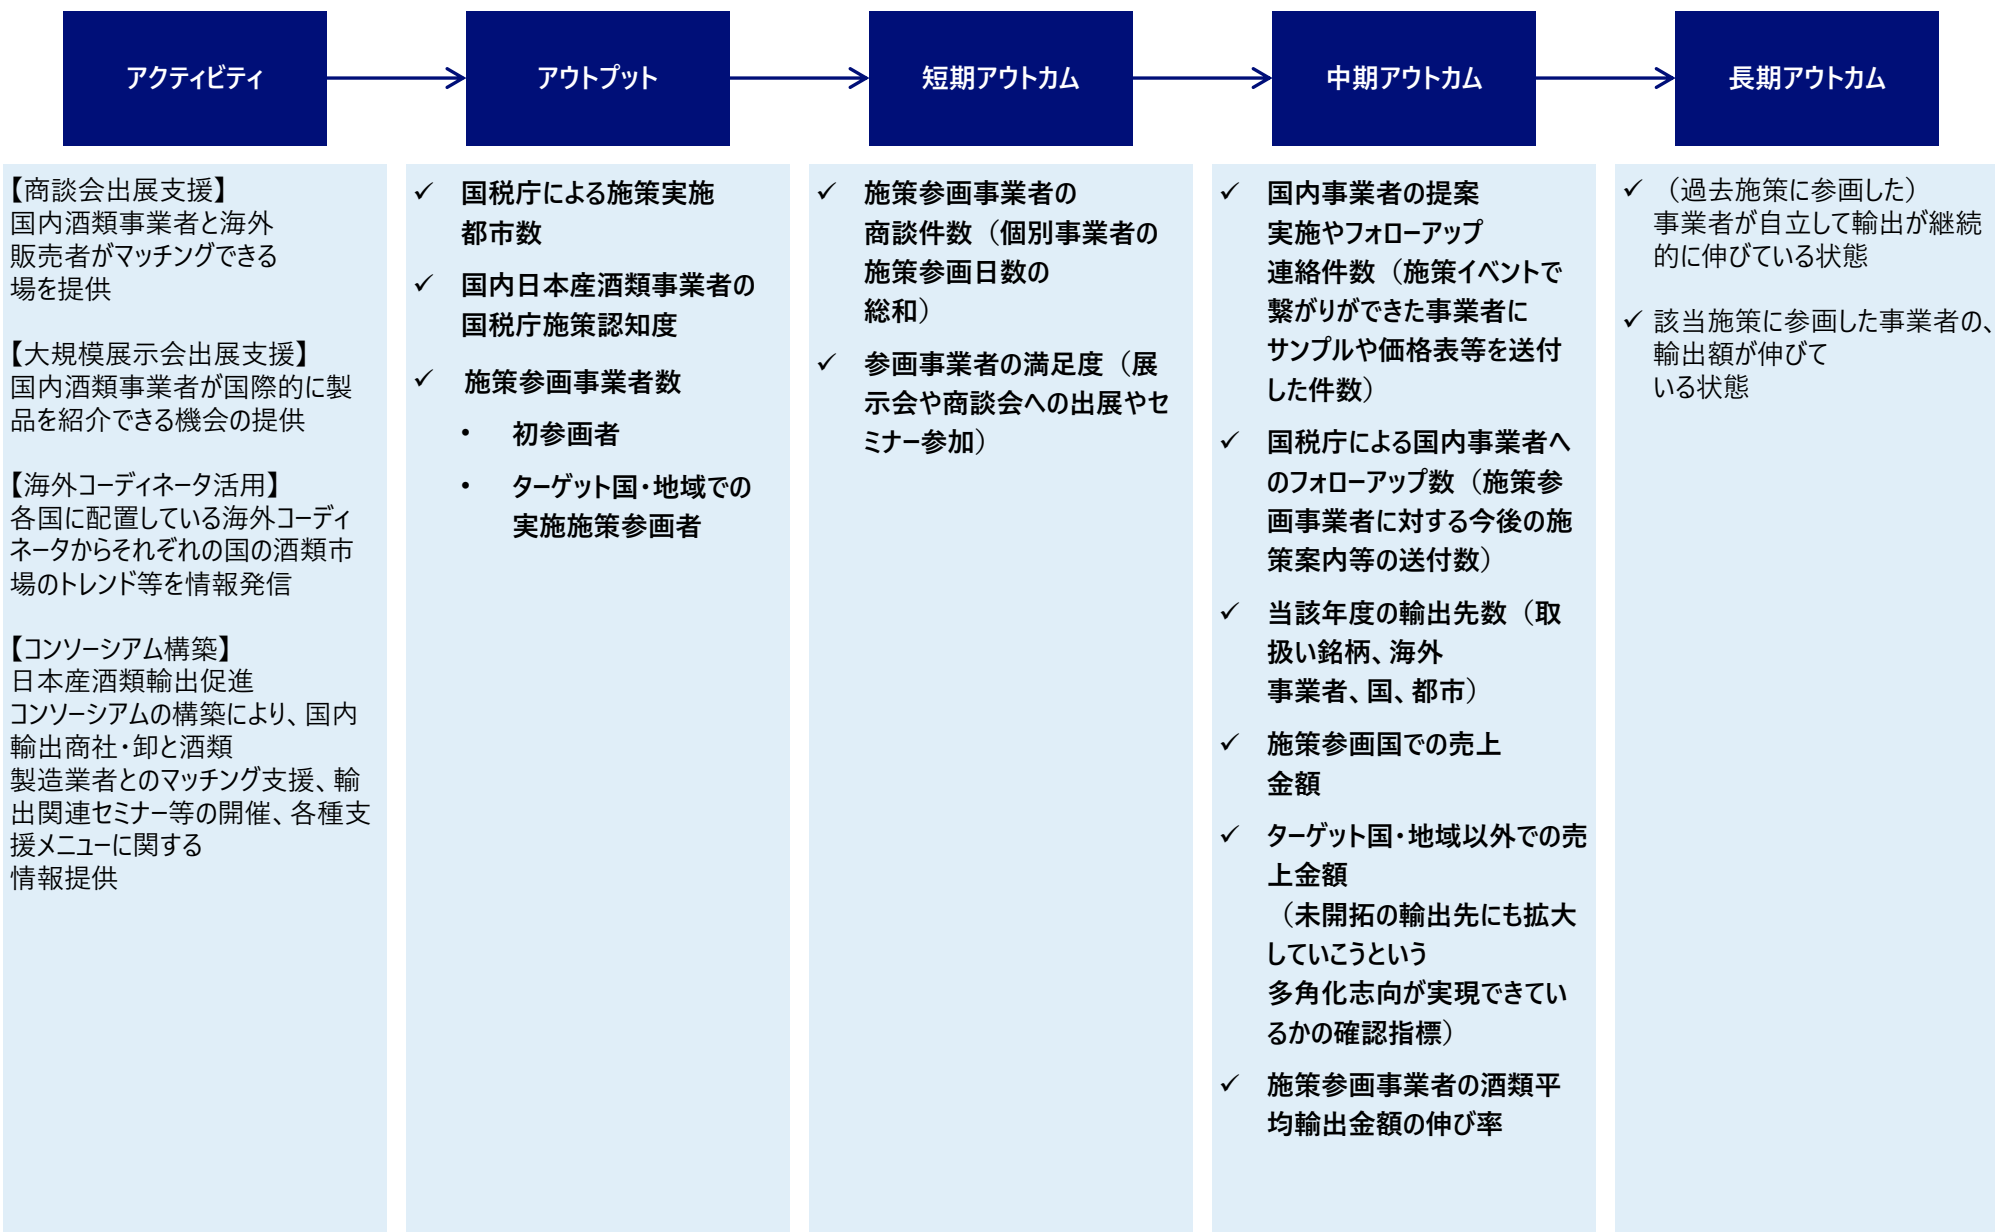 アクティビティ
アウトプット
短期アウトカム
中期アウトカム
長期アウトカム
【商談会出展支援】
国内酒類事業者と海外
販売者がマッチングできる
場を提供
【大規模展示会出展支援】
国内酒類事業者が国際的に製
品を紹介できる機会の提供
【海外コーディネータ活用】
各国に配置している海外コーディ
ネータからそれぞれの国の酒類市
場のトレンド等を情報発信
【コンソーシアム構築】
日本産酒類輸出促進
コンソーシアムの構築により、国内
輸出商社・卸と酒類
製造業者とのマッチング支援、輸
出関連セミナー等の開催、各種支
援メニューに関する
情報提供
✓ 国税庁による施策実施
都市数
✓ 国内日本産酒類事業者の
国税庁施策認知度
✓ 施策参画事業者数
• 初参画者
• ターゲット国・地域での
実施施策参画者
✓ 施策参画事業者の
商談件数（個別事業者の
施策参画日数の
総和）
✓ 参画事業者の満足度（展
示会や商談会への出展やセ
ミナー参加）
✓ 国内事業者の提案
実施やフォローアップ
連絡件数（施策イベントで
繋がりができた事業者に
サンプルや価格表等を送付
した件数）
✓ 国税庁による国内事業者へ
のフォローアップ数（施策参
画事業者に対する今後の施
策案内等の送付数）
✓ 当該年度の輸出先数（取
扱い銘柄、海外
事業者、国、都市）
✓ 施策参画国での売上
金額
✓ ターゲット国・地域以外での売
上金額
（未開拓の輸出先にも拡大
していこうという
多角化志向が実現できてい
るかの確認指標）
✓ 施策参画事業者の酒類平
均輸出金額の伸び率
✓ （過去施策に参画した）
事業者が自立して輸出が継続
的に伸びている状態
✓ 該当施策に参画した事業者の、
輸出額が伸びて
いる状態